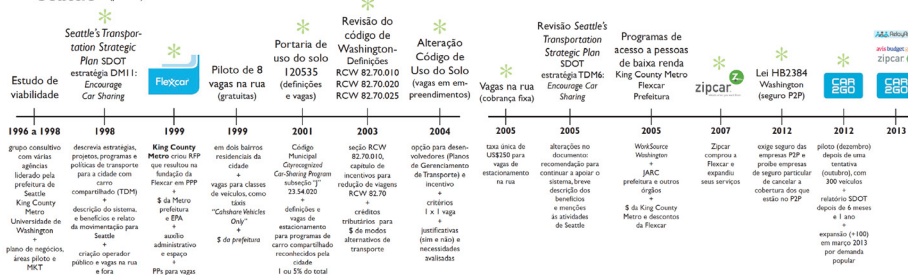 Seattle's Transpor-
tation Strategic
Plan SDOT
estratégia DM11:
Encourage
Car Sharing
Estudo de
viabilidade
1996 a 1998
grupo consultivo
com várias
agências
liderado pela
prefeitura de
Seattle
King County
Metro
Universidade de
Washington
+
plano de negócios,
áreas piloto e
MKT
1998
descrevia estratégias,
projetos, programas e
políticas de transporte
para a cidade com
carro
compartilhado (TDM)
+
descrição do sistema,
e benefícios e relato
da movimentação para
Seattle
+
criação operador
público e vagas na rua
e fora
Flexcar
1999
King County
Metro criou RFP
que resultou na
fundação da
Flexcar em PPP
+
$ da Metro
prefeitura
e EPA
+
auxílio
administrativo
e espaço
+
PPs para vagas
Piloto de 8
vagas na rua
(gratuitas)
1999
em dois bairros
residenciais da
cidade
+
vagas para classes
de veículos, como
táxis
"Cafshare Vehicles
Only"
+
$ da prefeitura
Portaria de
uso do solo
120535
(definições
e vagas)
2001
Código
Municipal
Cityrecognized
Car-Sharing Program
subseção "J"
23.54.020
+
definições e
vagas de
estacionamento
para programas de
carro compartilhado
reconhecidos pela
cidade
1 ou 5% do total
Revisão do
código de
Washington-
Definições
RCW 82.70.010
RCW 82.70.020
RCW 82.70.025
2003
seção RCW
82.70.010,
capítulo de
incentivos para
redução de viagens
RCW 82.70
+
créditos
tributários para
$ de modos
alternativos de
transporte
Alteração
Código de
Uso do Solo
(vagas em em-
preendimentos)
2004
opção para desen-
volvedores (Planos
Gerenciamento de
Transporte) e
incentivo
+
critérios
1 x 1 vaga
+
justificativas
(sim e não) e
necessidades
avalisadas
Vagas na rua
(cobrança fixa)
2005
taxa única de
US$250 para
vagas de
estacionamento
na rua
Revisão Seattle's
Transportation
Strategic Plan
SDOT
estratégia TDM6:
Encourage Car
Sharing
2005
alterações no
documento:
recomendação para
continuar a apoiar o
sistema, breve
descrição dos
benefícios
e menções
às atividades
de Seattle
Programas de
acesso a pessoas
de baixa renda
King County Metro
Flexcar
Prefeitura
2005
WorkSource
Washington
+
JARC
prefeitura e outros
órgãos
+
$ da King County
Metro e descontos
da Flexcar
zipcar
2007
Zipcar
comprou a
Flexcar e
expandiu
seus serviços
Lei HB2384
Washington
(seguro P2P)
2012
exige seguro das
empresas P2P e
proíbe empresas
de seguro particular
de cancelar a
cobertura dos que
estão no P2P
CAR
2GO
2012
piloto (dezembro)
depois de uma
tentativa
(outubro), com
300 veículos
+
relatório SDOT
depois de 6 meses
e 1 ano
+
expansão (+100)
em março 2013
por demanda
popular
avis budget
zipcar
CAR
2GO
2013